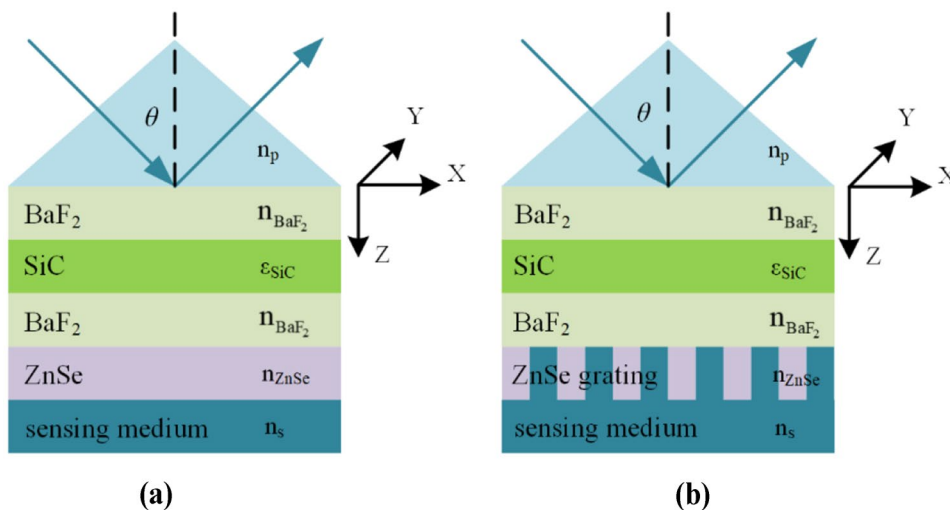 θ
n_p
Y
X
Z
BaF₂ n_BaF₂
SiC ε_SiC
BaF₂ n_BaF₂
ZnSe n_ZnSe
sensing medium n_s
(a)
θ
n_p
Y
X
Z
BaF₂ n_BaF₂
SiC ε_SiC
BaF₂ n_BaF₂
ZnSe grating n_ZnSe
sensing medium n_s
(b)